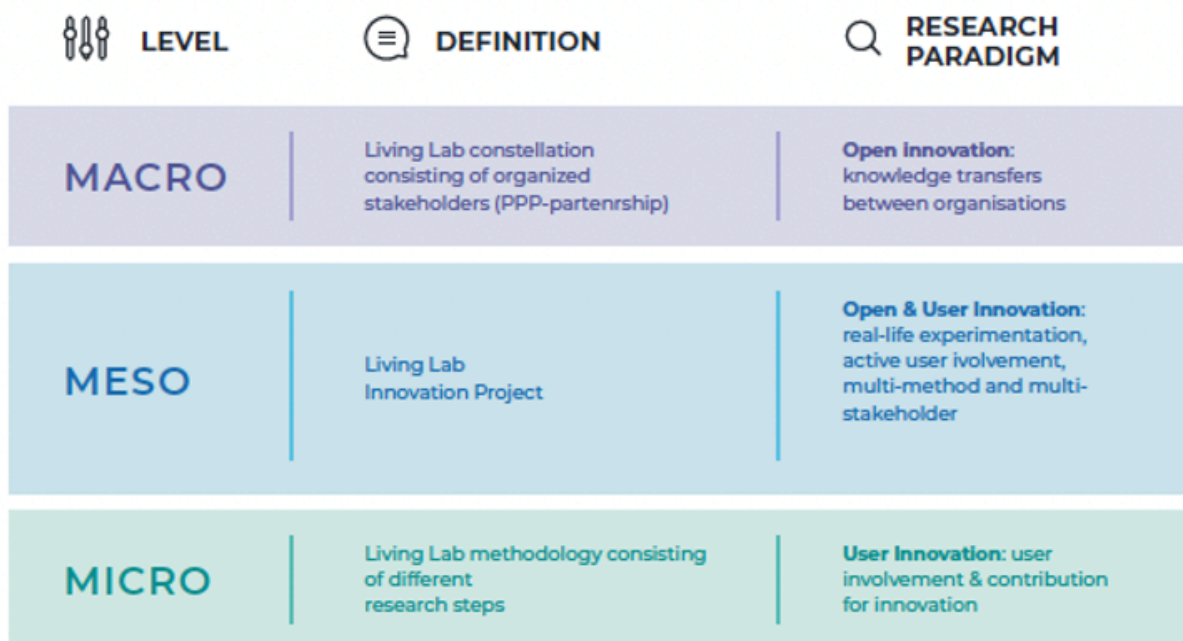 LEVEL
DEFINITION
RESEARCH
PARADIGM
MACRO
Living Lab constellation
consisting of organized
stakeholders (PPP-partenrship)
Open innovation:
knowledge transfers
between organisations
MESO
Living Lab
Innovation Project
Open & User Innovation:
real-life experimentation,
active user ivolvement,
multi-method and multi-
stakeholder
MICRO
Living Lab methodology consisting
of different
research steps
User Innovation: user
involvement & contribution
for innovation